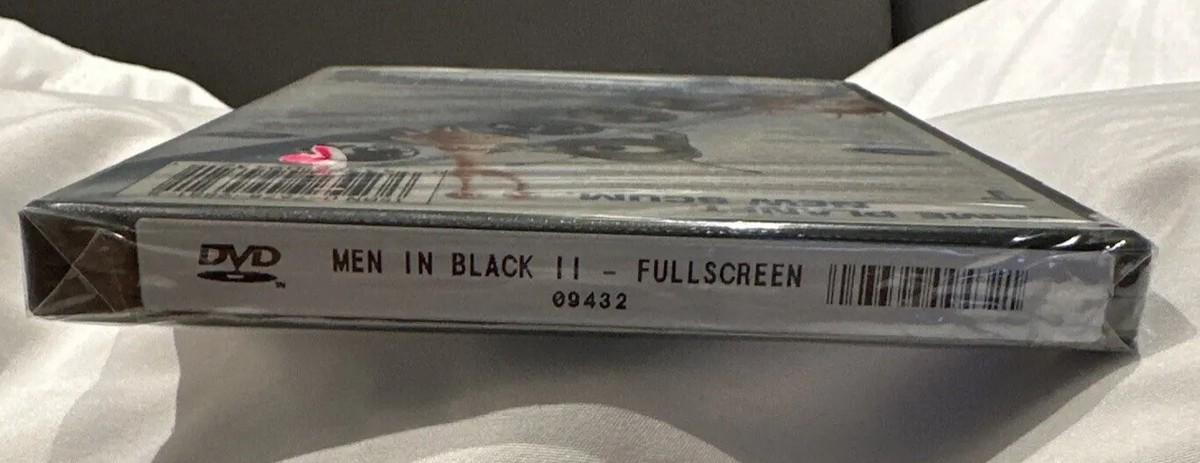 DVD
MEN IN BLACK II - FULLSCREEN
09432